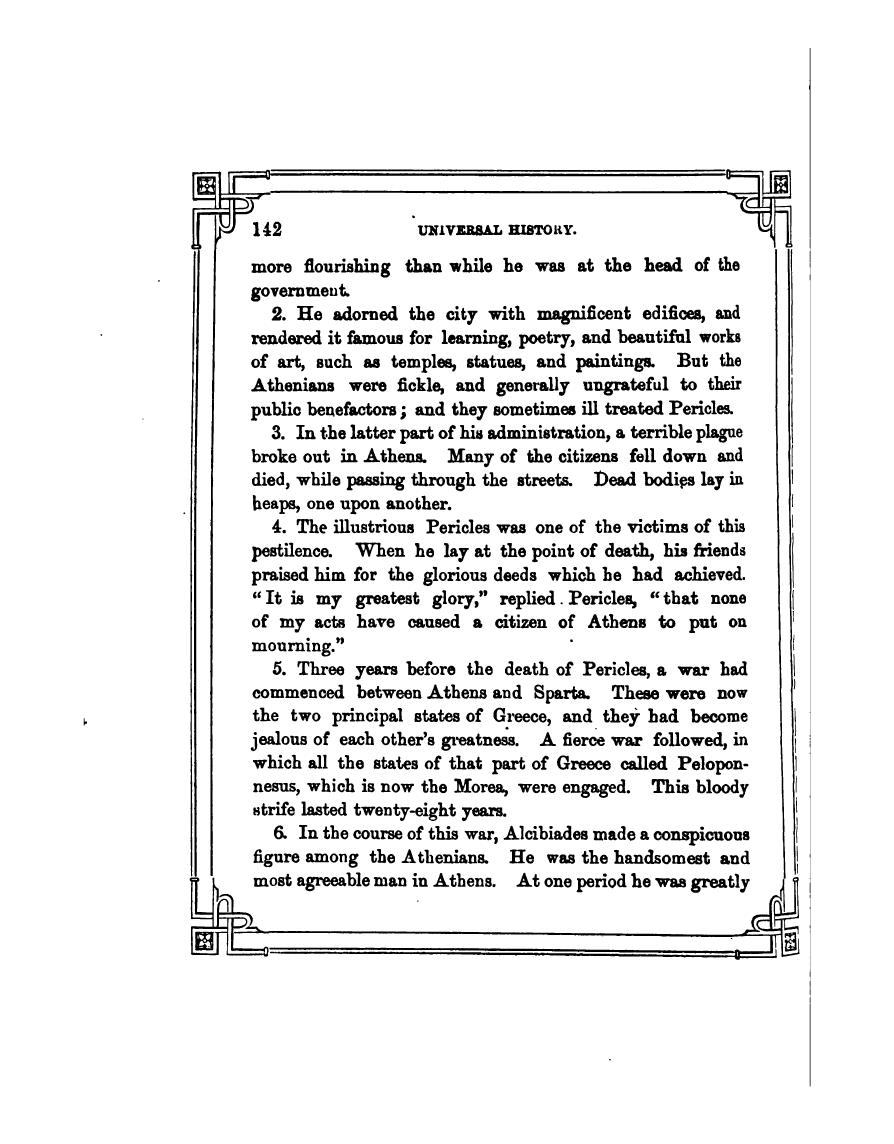 142 UNIVERSAL HISTORY.
more flourishing than while he was at the head of the
government.
2. He adorned the city with magnificent edifices, and
rendered it famous for learning, poetry, and beautiful works
of art, such as temples, statues, and paintings. But the
Athenians were fickle, and generally ungrateful to their
public benefactors; and they sometimes ill treated Pericles.
3. In the latter part of his administration, a terrible plague
broke out in Athens. Many of the citizens fell down and
died, while passing through the streets. Dead bodies lay in
heaps, one upon another.
4. The illustrious Pericles was one of the victims of this
pestilence. When he lay at the point of death, his friends
praised him for the glorious deeds which he had achieved.
“It is my greatest glory,” replied Pericles, “that none
of my acts have caused a citizen of Athens to put on
mourning.”
5. Three years before the death of Pericles, a war had
commenced between Athens and Sparta. These were now
the two principal states of Greece, and they had become
jealous of each other’s greatness. A fierce war followed, in
which all the states of that part of Greece called Pelopon-
nesus, which is now the Morea, were engaged. This bloody
strife lasted twenty-eight years.
6. In the course of this war, Alcibiades made a conspicuous
figure among the Athenians. He was the handsomest and
most agreeable man in Athens. At one period he was greatly